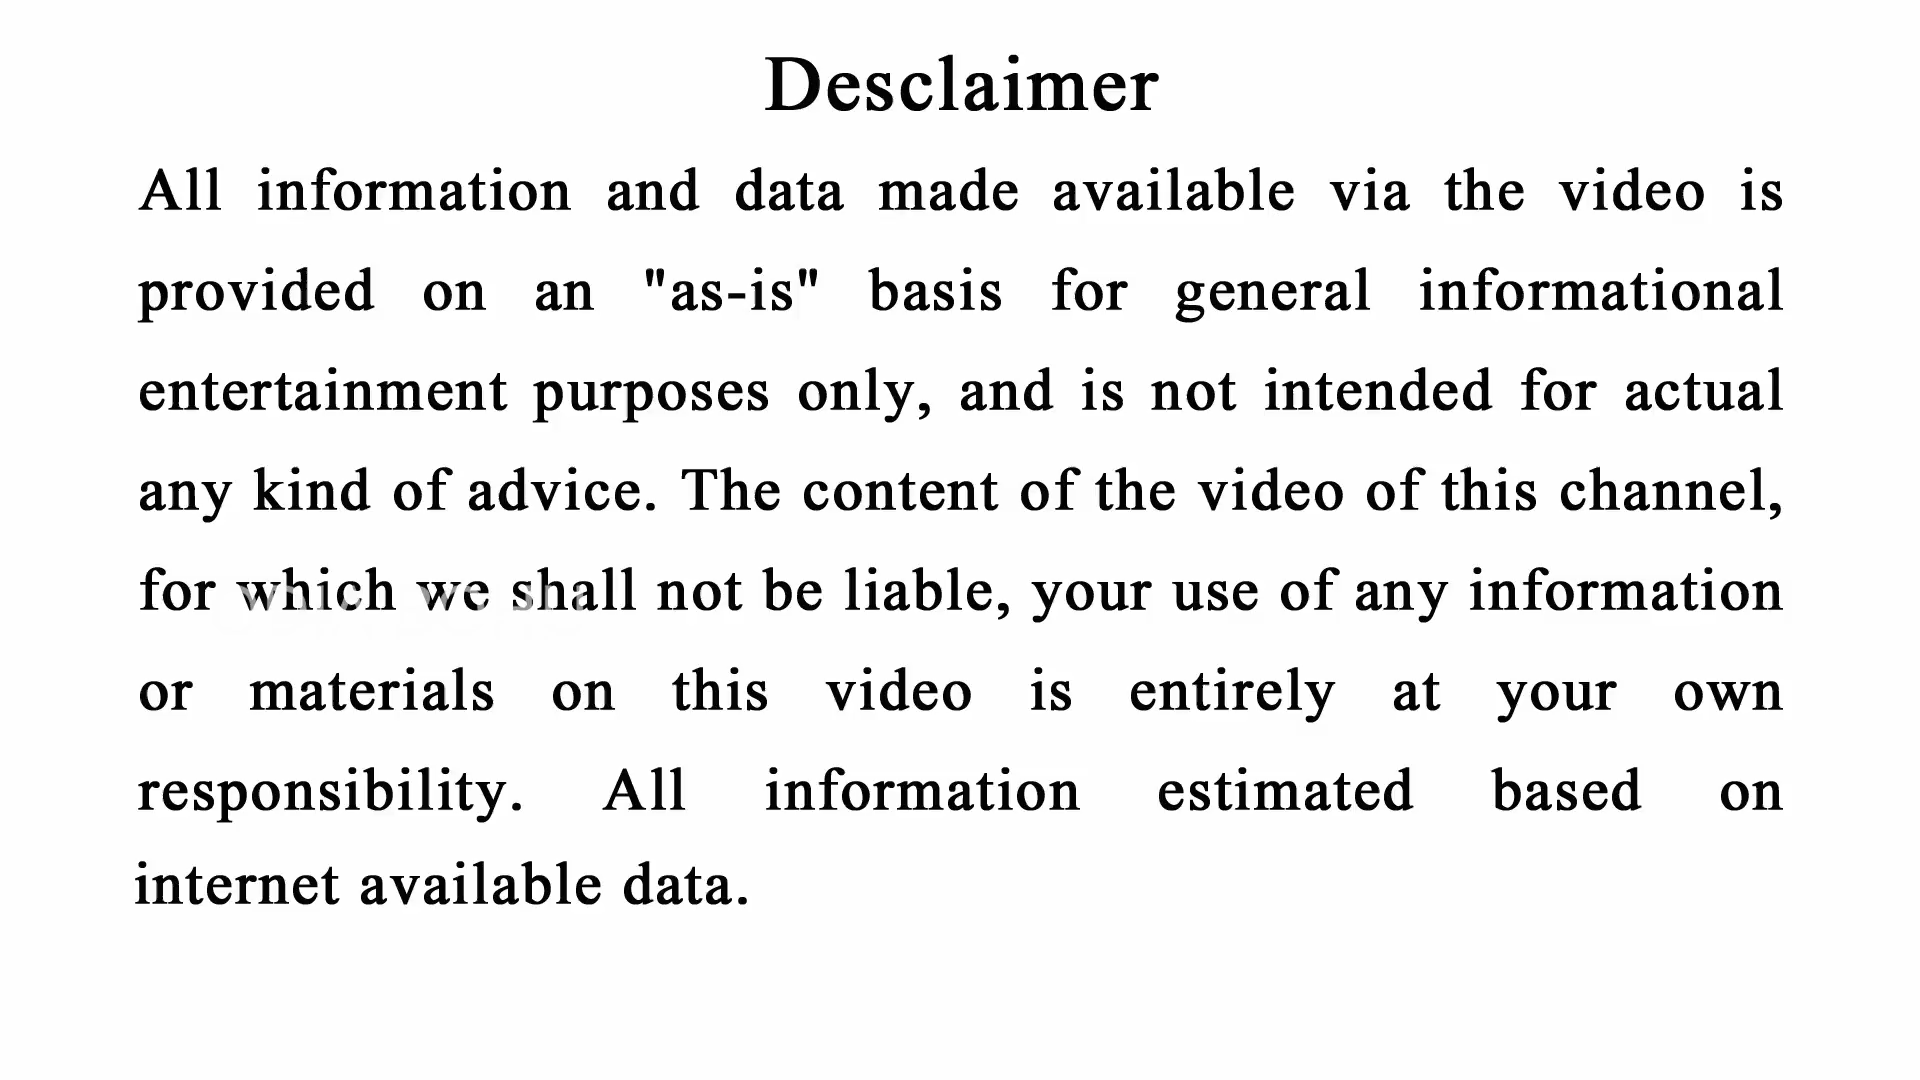 Desclaimer
All information and data made available via the video is
provided on an "as-is" basis for general informational
entertainment purposes only, and is not intended for actual
any kind of advice. The content of the video of this channel,
for which we shall not be liable, your use of any information
or materials on this video is entirely at your own
responsibility. All information estimated based on
internet available data.